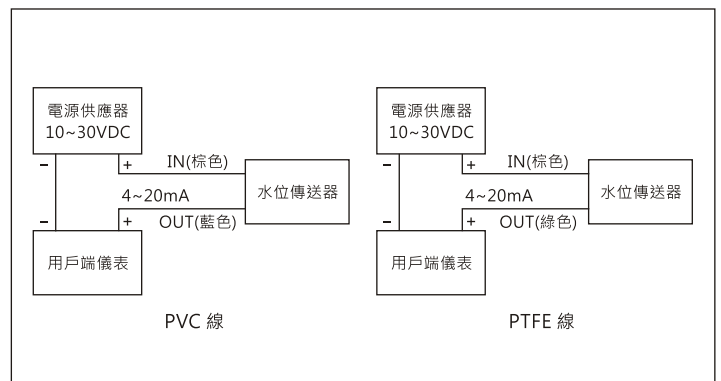 電源供應器
10~30VDC
-
+
IN(棕色)
4~20mA
水位傳送器
-
+
OUT(藍色)
用戶端儀表
PVC 線
電源供應器
10~30VDC
-
+
IN(棕色)
4~20mA
水位傳送器
-
+
OUT(綠色)
用戶端儀表
PTFE 線